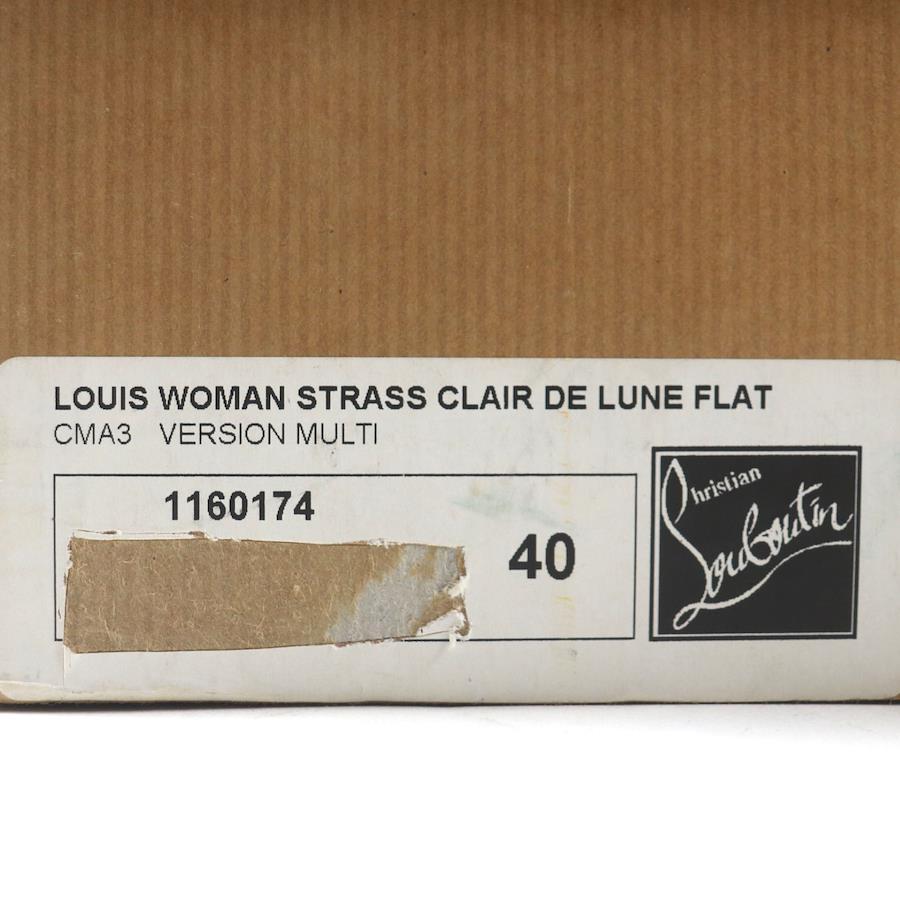 LOUIS WOMAN STRASS CLAIR DE LUNE FLAT
CMA3 VERSION MULTI
1160174
40
Christian
Louboutin